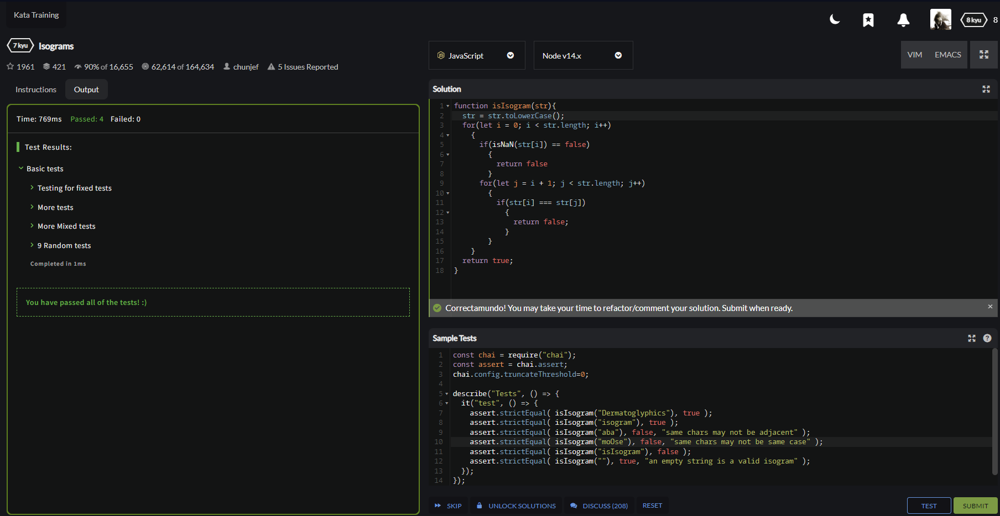 Kata Training
8 kyu
8
7 kyu
Isograms
1961
421
90% of 16,655
62,614 of 164,634
chunjef
5 Issues Reported
Instructions
Output
Time: 769ms
Passed: 4
Failed: 0
Test Results:
Basic tests
Testing for fixed tests
More tests
More Mixed tests
9 Random tests
Completed in 1ms
You have passed all of the tests! :)
JavaScript
Node v14.x
VIM
EMACS
Solution
1 function isIsogram(str){
2 str = str.toLowerCase();
3 for(let i = 0; i < str.length; i++)
4 {
5 if(isNaN(str[i]) == false)
6 {
7 return false
8 }
9 for(let j = i + 1; j < str.length; j++)
10 {
11 if(str[i] === str[j])
12 {
13 return false;
14 }
15 }
16 }
17 return true;
18 }
Correctamundo! You may take your time to refactor/comment your solution. Submit when ready.
Sample Tests
1 const chai = require("chai");
2 const assert = chai.assert;
3 chai.config.truncateThreshold=0;
4
5 describe("Tests", () => {
6 it("test", () => {
7 assert.strictEqual( isIsogram("Dermatoglyphics"), true );
8 assert.strictEqual( isIsogram("isogram"), true );
9 assert.strictEqual( isIsogram("aba"), false, "same chars may not be adjacent" );
10 assert.strictEqual( isIsogram("moOse"), false, "same chars may not be same case" );
11 assert.strictEqual( isIsogram("isIsogram"), false );
12 assert.strictEqual( isIsogram(""), true, "an empty string is a valid isogram" );
13 });
14 });
SKIP
UNLOCK SOLUTIONS
DISCUSS (208)
RESET
TEST
SUBMIT